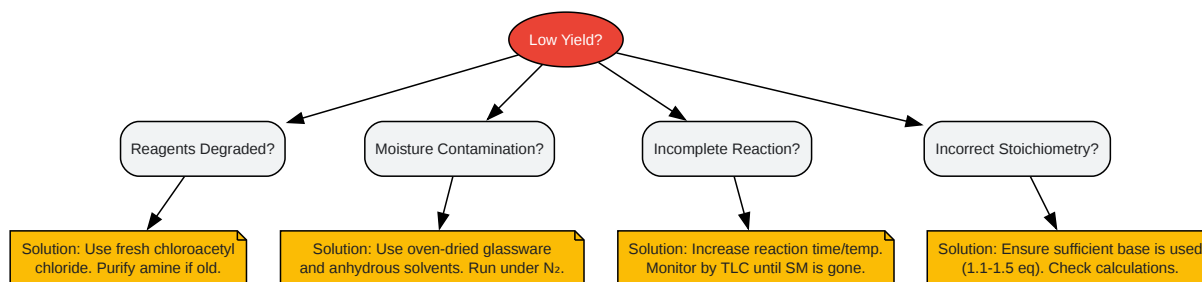 Low Yield?
Reagents Degraded?
Moisture Contamination?
Incomplete Reaction?
Incorrect Stoichiometry?
Solution: Use fresh chloroacetyl
chloride. Purify amine if old.
Solution: Use oven-dried glassware
and anhydrous solvents. Run under N₂.
Solution: Increase reaction time/temp.
Monitor by TLC until SM is gone.
Solution: Ensure sufficient base is used
(1.1-1.5 eq). Check calculations.